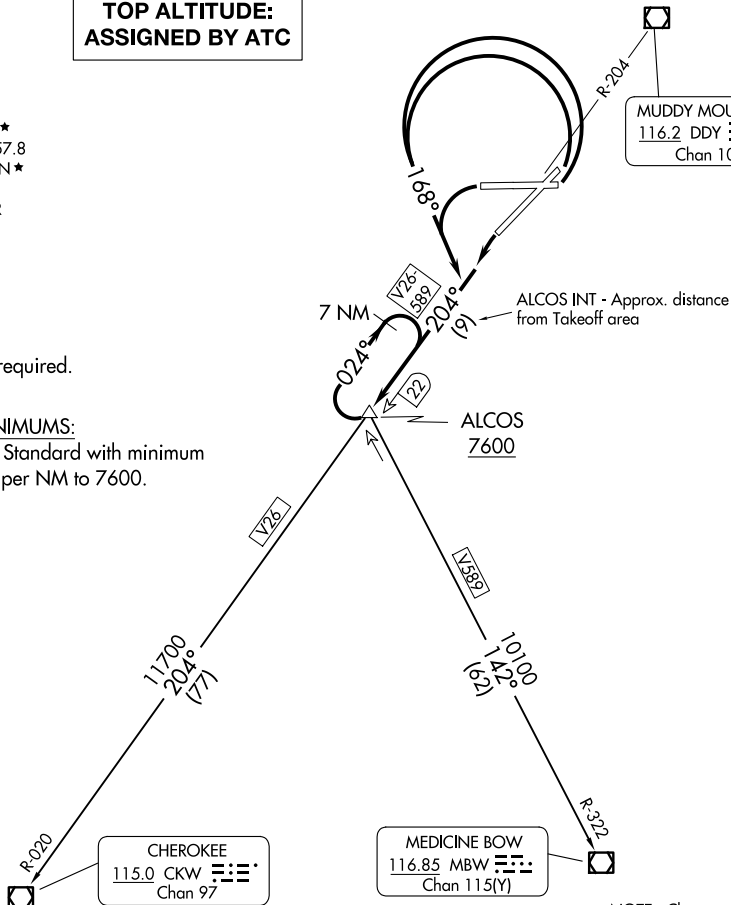 TOP ALTITUDE:
ASSIGNED BY ATC
R-204
MUDDY MOU
116.2 DDY
Chan 10
57.8
N
168°
V26-
589
7 NM
204°
(9)
ALCOS INT - Approx. distance
from Takeoff area
024°
22
equired.
ALCOS
7600
NIMUMS:
Standard with minimum
per NM to 7600.
V26
V589
11700
204°
(77)
10100
142°
(62)
R-020
R-322
CHEROKEE
115.0 CKW
Chan 97
MEDICINE BOW
116.85 MBW
Chan 115(Y)